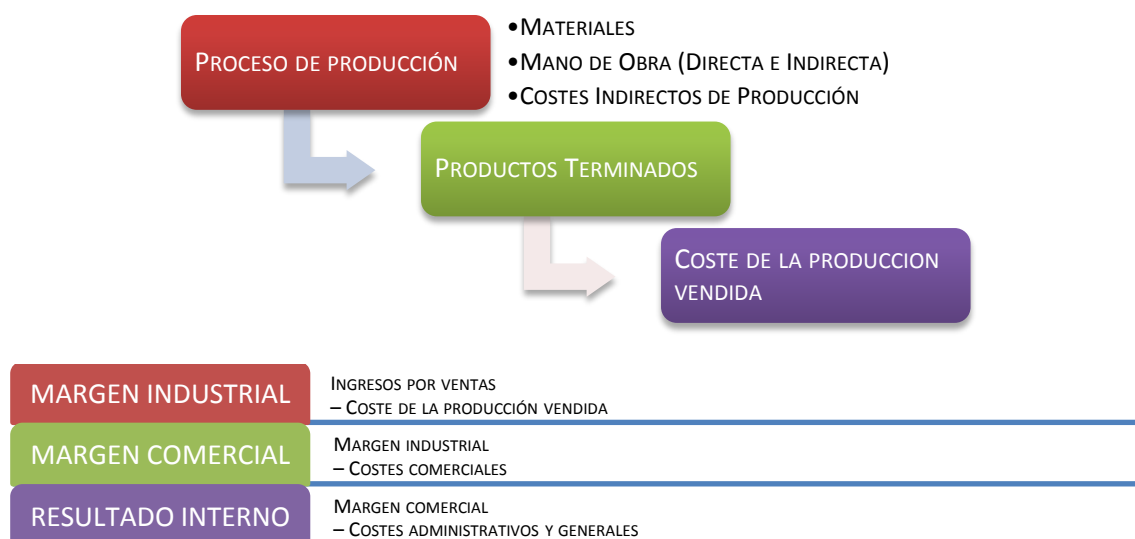 PROCESO DE PRODUCCIÓN
•MATERIALES
•MANO DE OBRA (DIRECTA E INDIRECTA)
•COSTES INDIRECTOS DE PRODUCCIÓN
PRODUCTOS TERMINADOS
COSTE DE LA PRODUCCION
VENDIDA
MARGEN INDUSTRIAL
INGRESOS POR VENTAS
– COSTE DE LA PRODUCCIÓN VENDIDA
MARGEN COMERCIAL
MARGEN INDUSTRIAL
– COSTES COMERCIALES
RESULTADO INTERNO
MARGEN COMERCIAL
– COSTES ADMINISTRATIVOS Y GENERALES